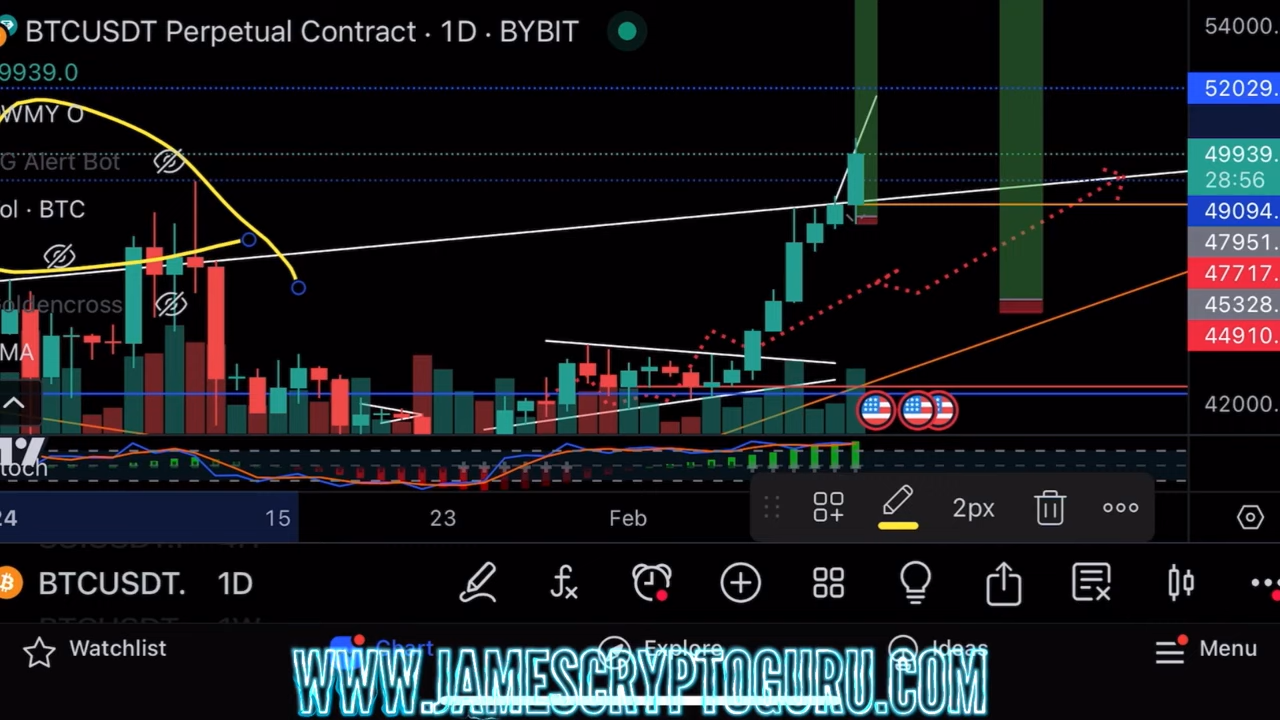 BTCUSDT Perpetual Contract · 1D · BYBIT
54000.
9939.0
52029.
WMY O
G Alert Bot
49939.
28:56
ol · BTC
49094.
47951.
47717.
oldencross
45328.
MA
44910.
42000.
toch
24
15
23
Feb
2px
BTCUSDT. 1D
Watchlist
Chart
Explore
Ideas
Menu
WWW.JAMESCRYPTOGURU.COM